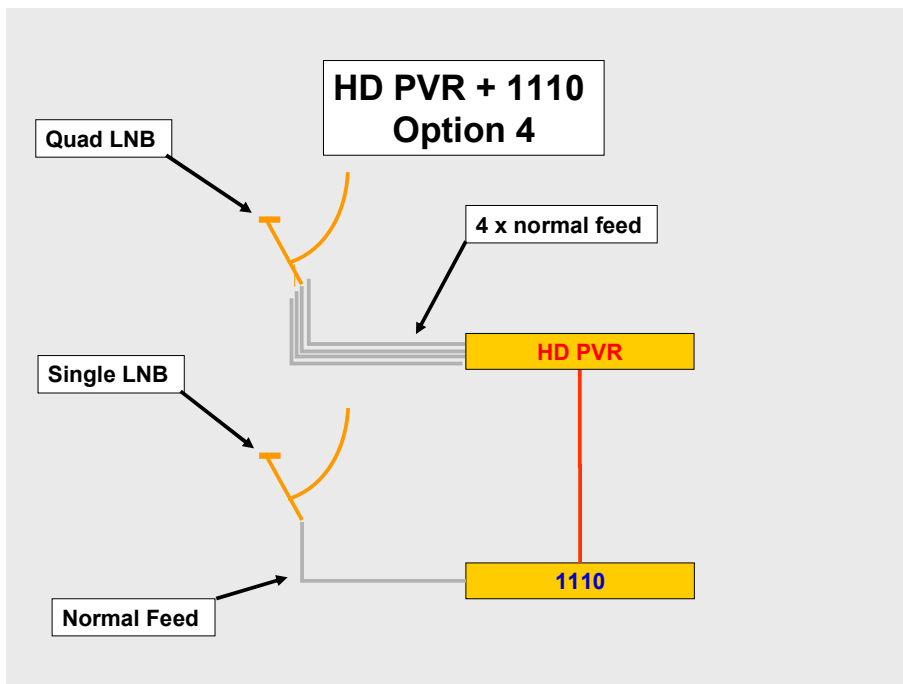 HD PVR + 1110
Option 4
Quad LNB
4 x normal feed
HD PVR
Single LNB
1110
Normal Feed